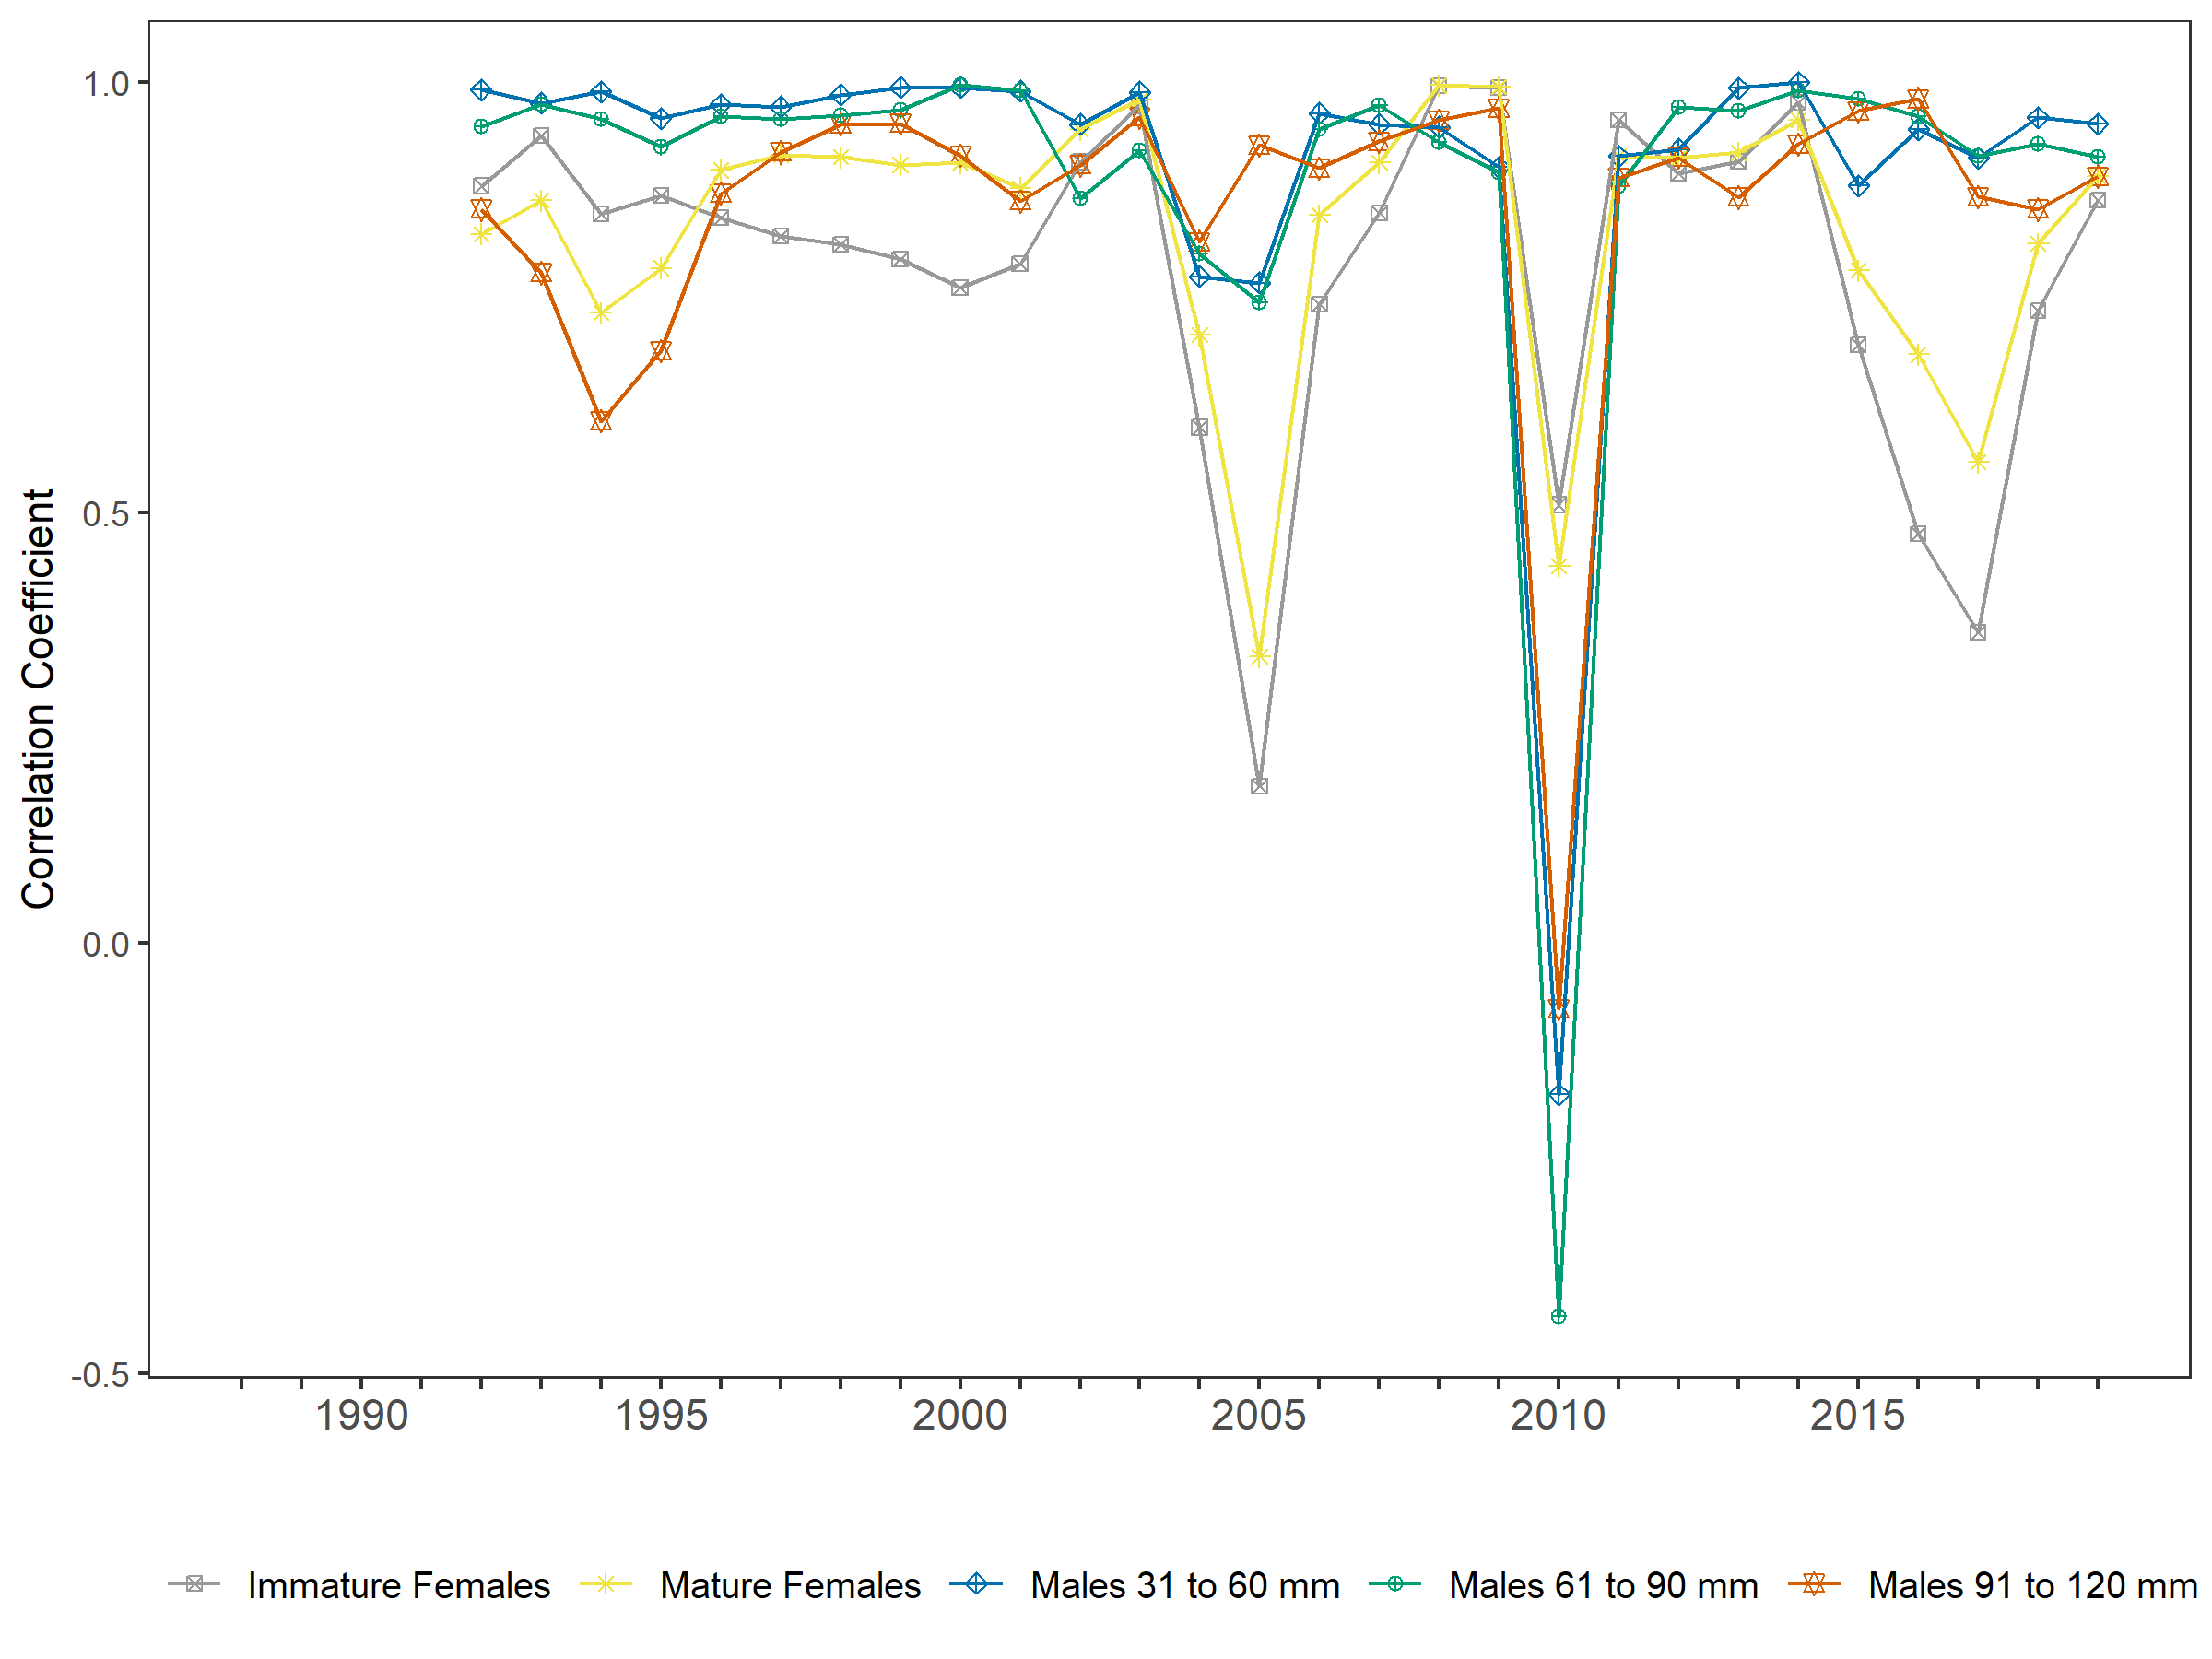 Correlation Coefficient
1.0
0.5
0.0
-0.5
1990 1995 2000 2005 2010 2015
Immature Females Mature Females Males 31 to 60 mm Males 61 to 90 mm Males 91 to 120 mm